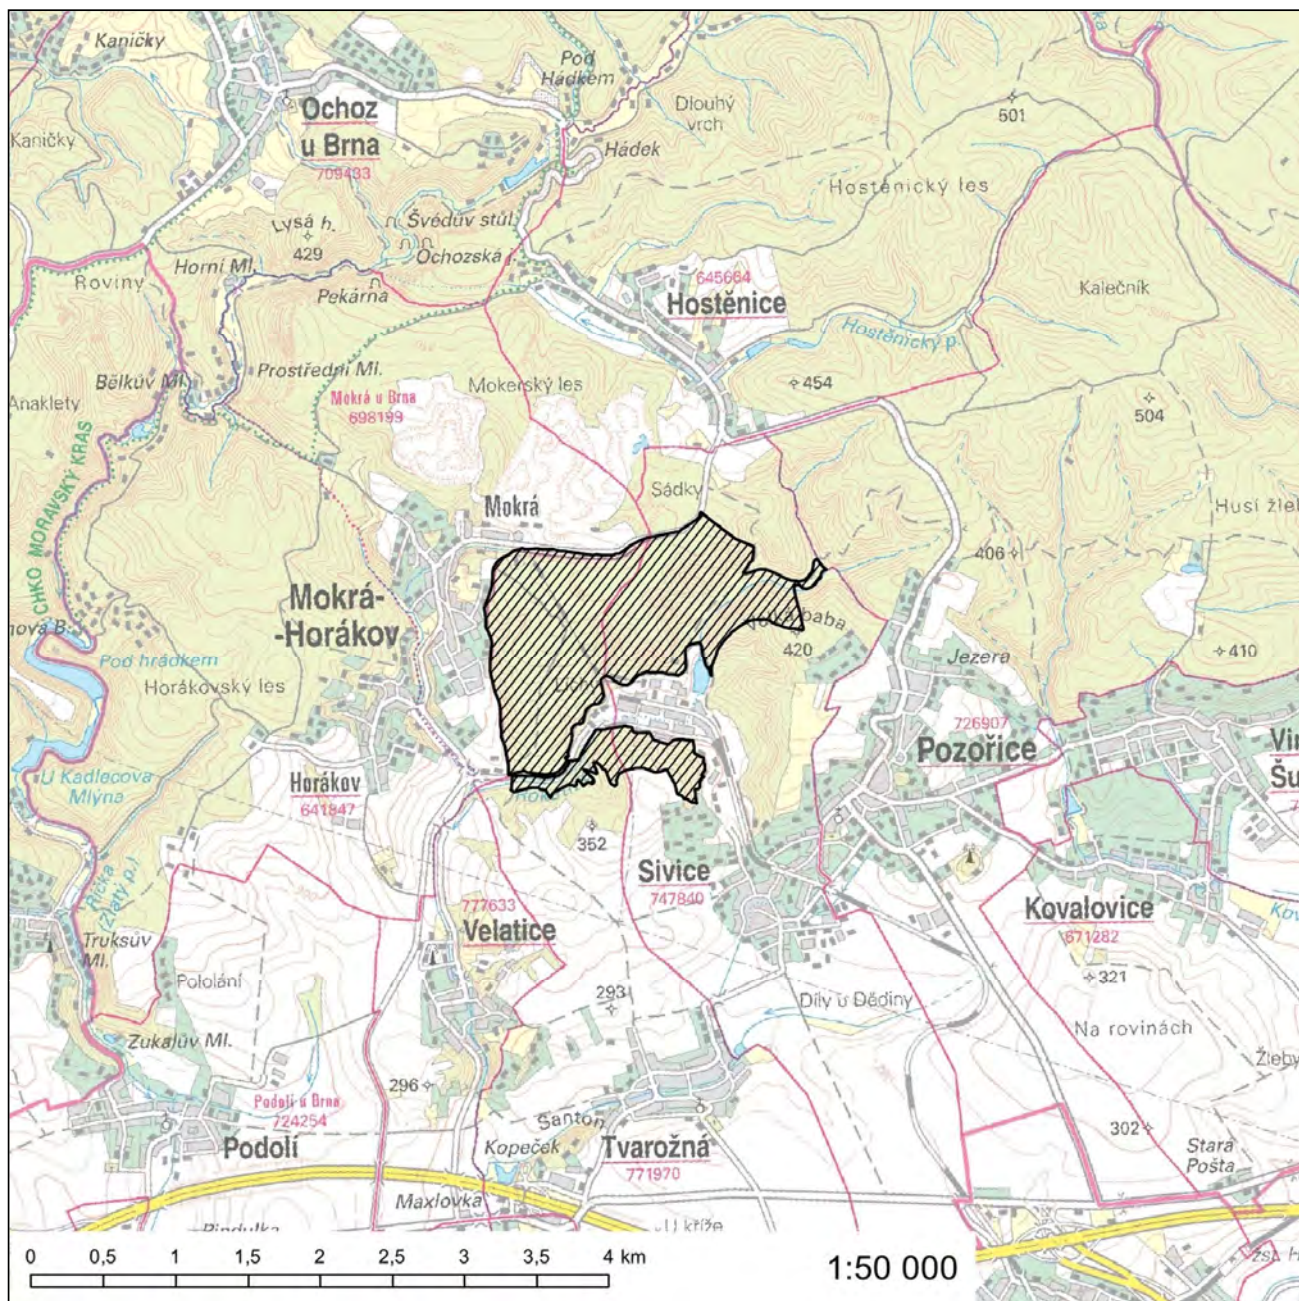 Kaničky
Pod
Hádkem
Ochoz
u Brna
709433
Dlouhý
vrch
501
Kaničky
Hádek
Hostěnický les
Lysá h.
429
Švédův stůl
Ochozská j.
Horní Ml.
Roviny
Pekárna
645664
Hostěnice
Kalečník
Hostěnický p.
Prostřední Ml.
Bělkův Ml.
Mokerský les
454
504
Anaklety
Mokrá u Brna
698199
CHKO MORAVSKÝ KRAS
Sádky
Mokrá
Husí
406
Mokrá-
-Horákov
420
Jezera
410
Pod hrádkem
Horákovský les
726907
Pozořice
U Kadlecova
Mlýna
Horákov
641847
352
Sivice
747840
Kovalovice
671282
321
Říčka
(Zlatý p.)
777633
Velatice
Truksův
Ml.
Pololání
293
Díly u Dědiny
Na rovinách
Žleby
Zukalův Ml.
296
Podolí u Brna
724254
Podolí
Santon
Kopeček
Tvarožná
771970
302
Stará
Pošta
Maxlovka
U kříže
0 0,5 1 1,5 2 2,5 3 3,5 4 km
1:50 000